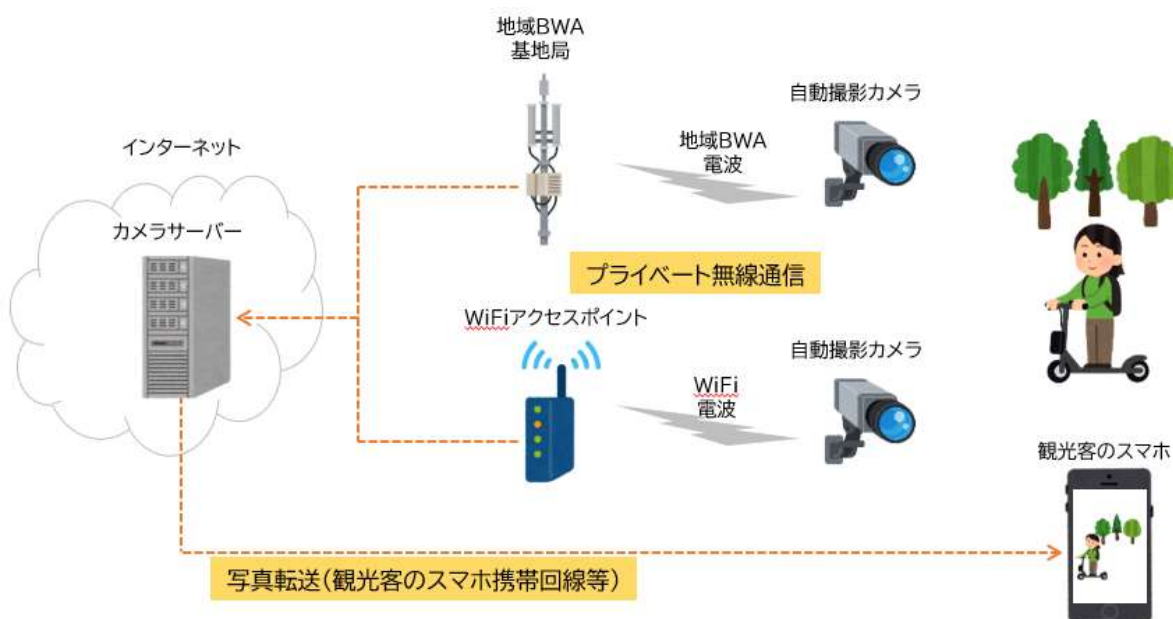 地域BWA
基地局
自動撮影カメラ
地域BWA
電波
インターネット
カメラサーバー
プライベート無線通信
WiFiアクセスポイント
自動撮影カメラ
WiFi
電波
観光客のスマホ
写真転送(観光客のスマホ携帯回線等)